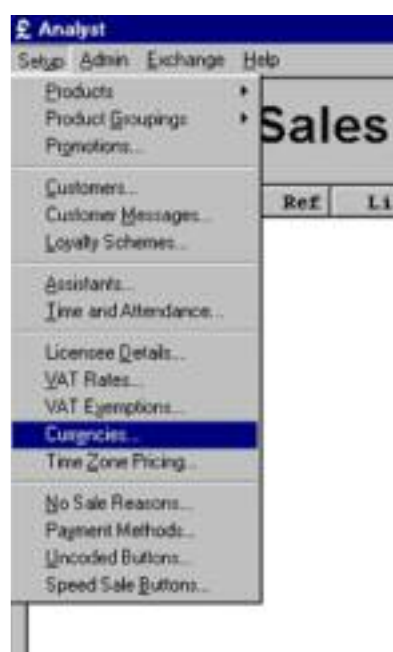 £ Analyst
Setup Admin Exchange Help
Products
Product Groupings
Promotions...
Customers...
Customer Messages...
Loyalty Schemes...
Assistants...
Time and Attendance...
Licensee Details...
VAT Rates...
VAT Exemptions...
Currencies...
Time Zone Pricing...
No Sale Reasons...
Payment Methods...
Uncoded Buttons...
Speed Sale Buttons...
Sales
Ref Li